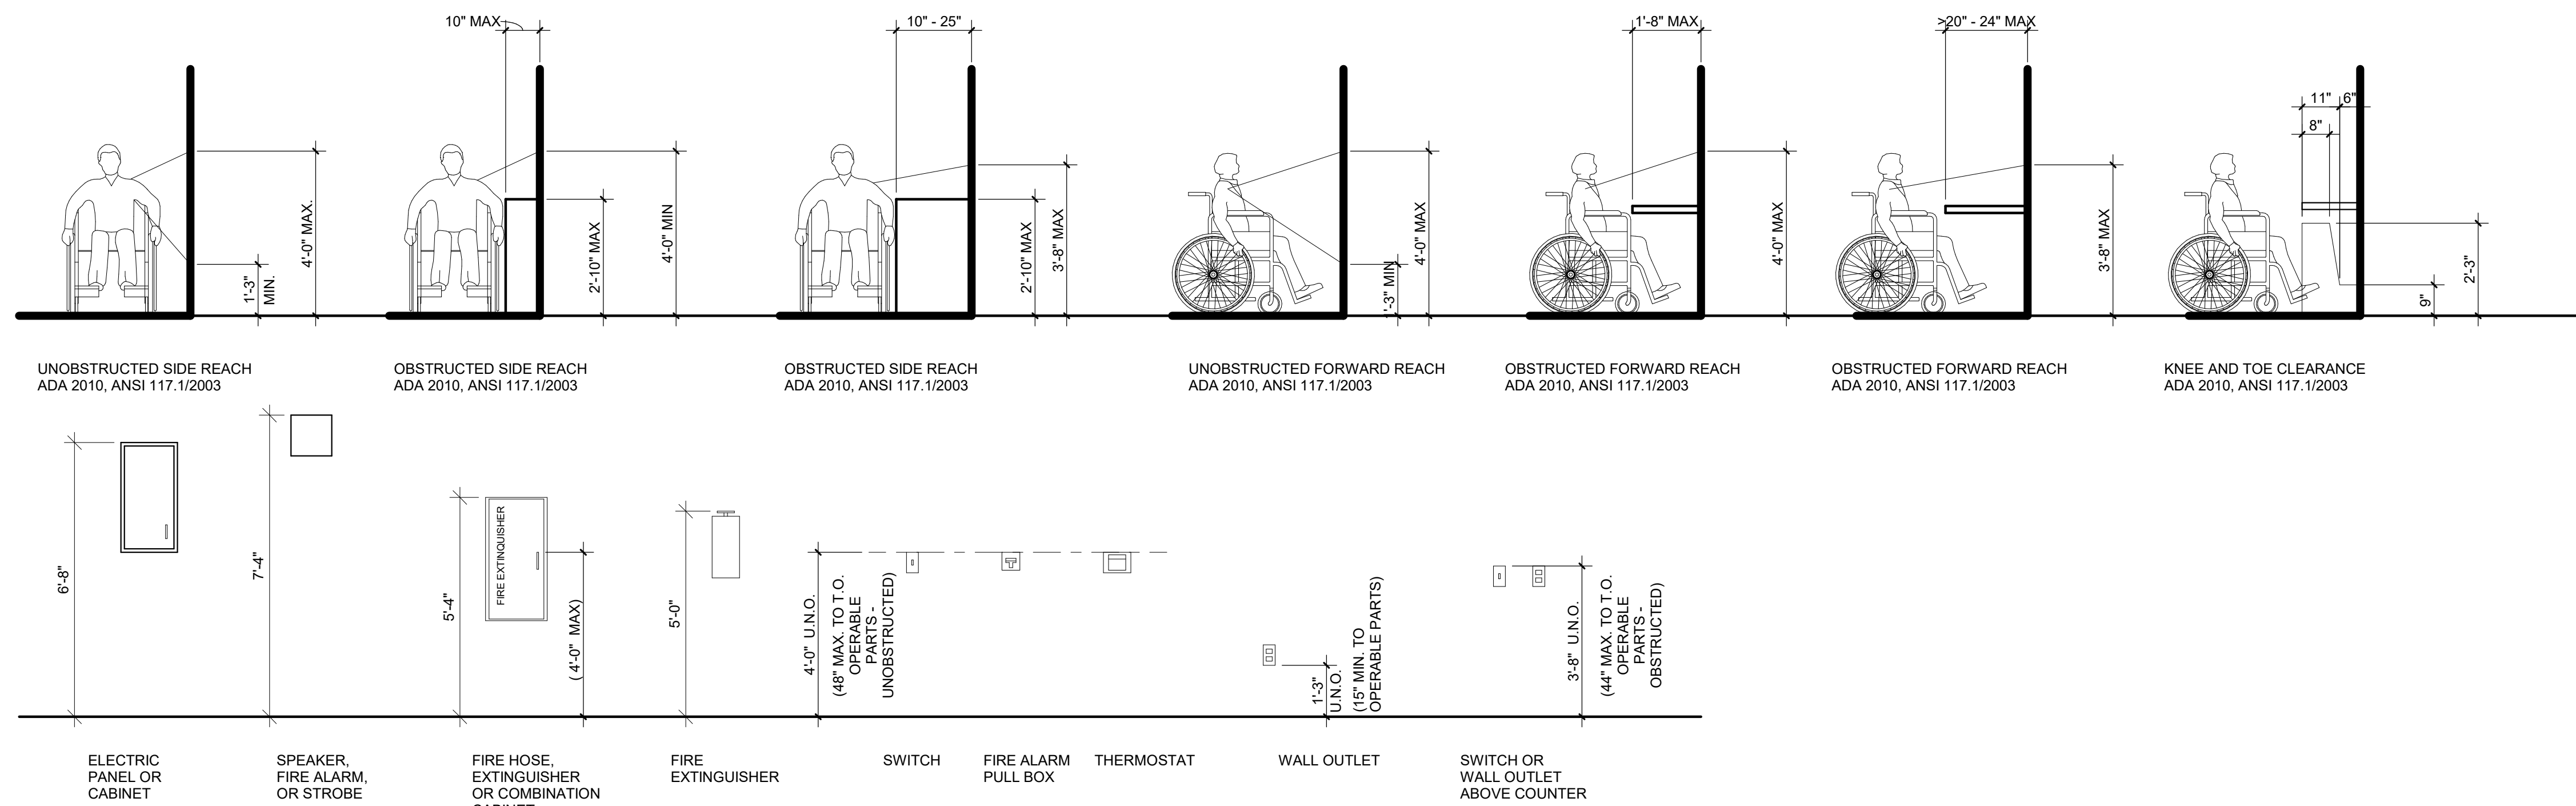 10" MAX
10" - 25"
1'-8" MAX
>20" - 24" MAX
11" 6"
8"
1'-3"
MIN.
4'-0" MAX.
2'-10" MAX
4'-0" MIN
2'-10" MAX
3'-8" MAX
1'-3" MIN
4'-0" MAX
4'-0" MAX
3'-8" MAX
9"
2'-3"
UNOBSTRUCTED SIDE REACH
ADA 2010, ANSI 117.1/2003
OBSTRUCTED SIDE REACH
ADA 2010, ANSI 117.1/2003
OBSTRUCTED SIDE REACH
ADA 2010, ANSI 117.1/2003
UNOBSTRUCTED FORWARD REACH
ADA 2010, ANSI 117.1/2003
OBSTRUCTED FORWARD REACH
ADA 2010, ANSI 117.1/2003
OBSTRUCTED FORWARD REACH
ADA 2010, ANSI 117.1/2003
KNEE AND TOE CLEARANCE
ADA 2010, ANSI 117.1/2003
6'-8"
7'-4"
5'-4"
FIRE EXTINQUISHER
( 4'-0" MAX)
5'-0"
4'-0" U.N.O.
(48" MAX. TO T.O.
OPERABLE
PARTS -
UNOBSTRUCTED)
1'-3"
U.N.O.
(15" MIN. TO
OPERABLE PARTS)
3'-8" U.N.O.
(44" MAX. TO T.O.
OPERABLE
PARTS -
OBSTRUCTED)
ELECTRIC
PANEL OR
CABINET
SPEAKER,
FIRE ALARM,
OR STROBE
FIRE HOSE,
EXTINGUISHER
OR COMBINATION
FIRE
EXTINGUISHER
SWITCH
FIRE ALARM
PULL BOX
THERMOSTAT
WALL OUTLET
SWITCH OR
WALL OUTLET
ABOVE COUNTER